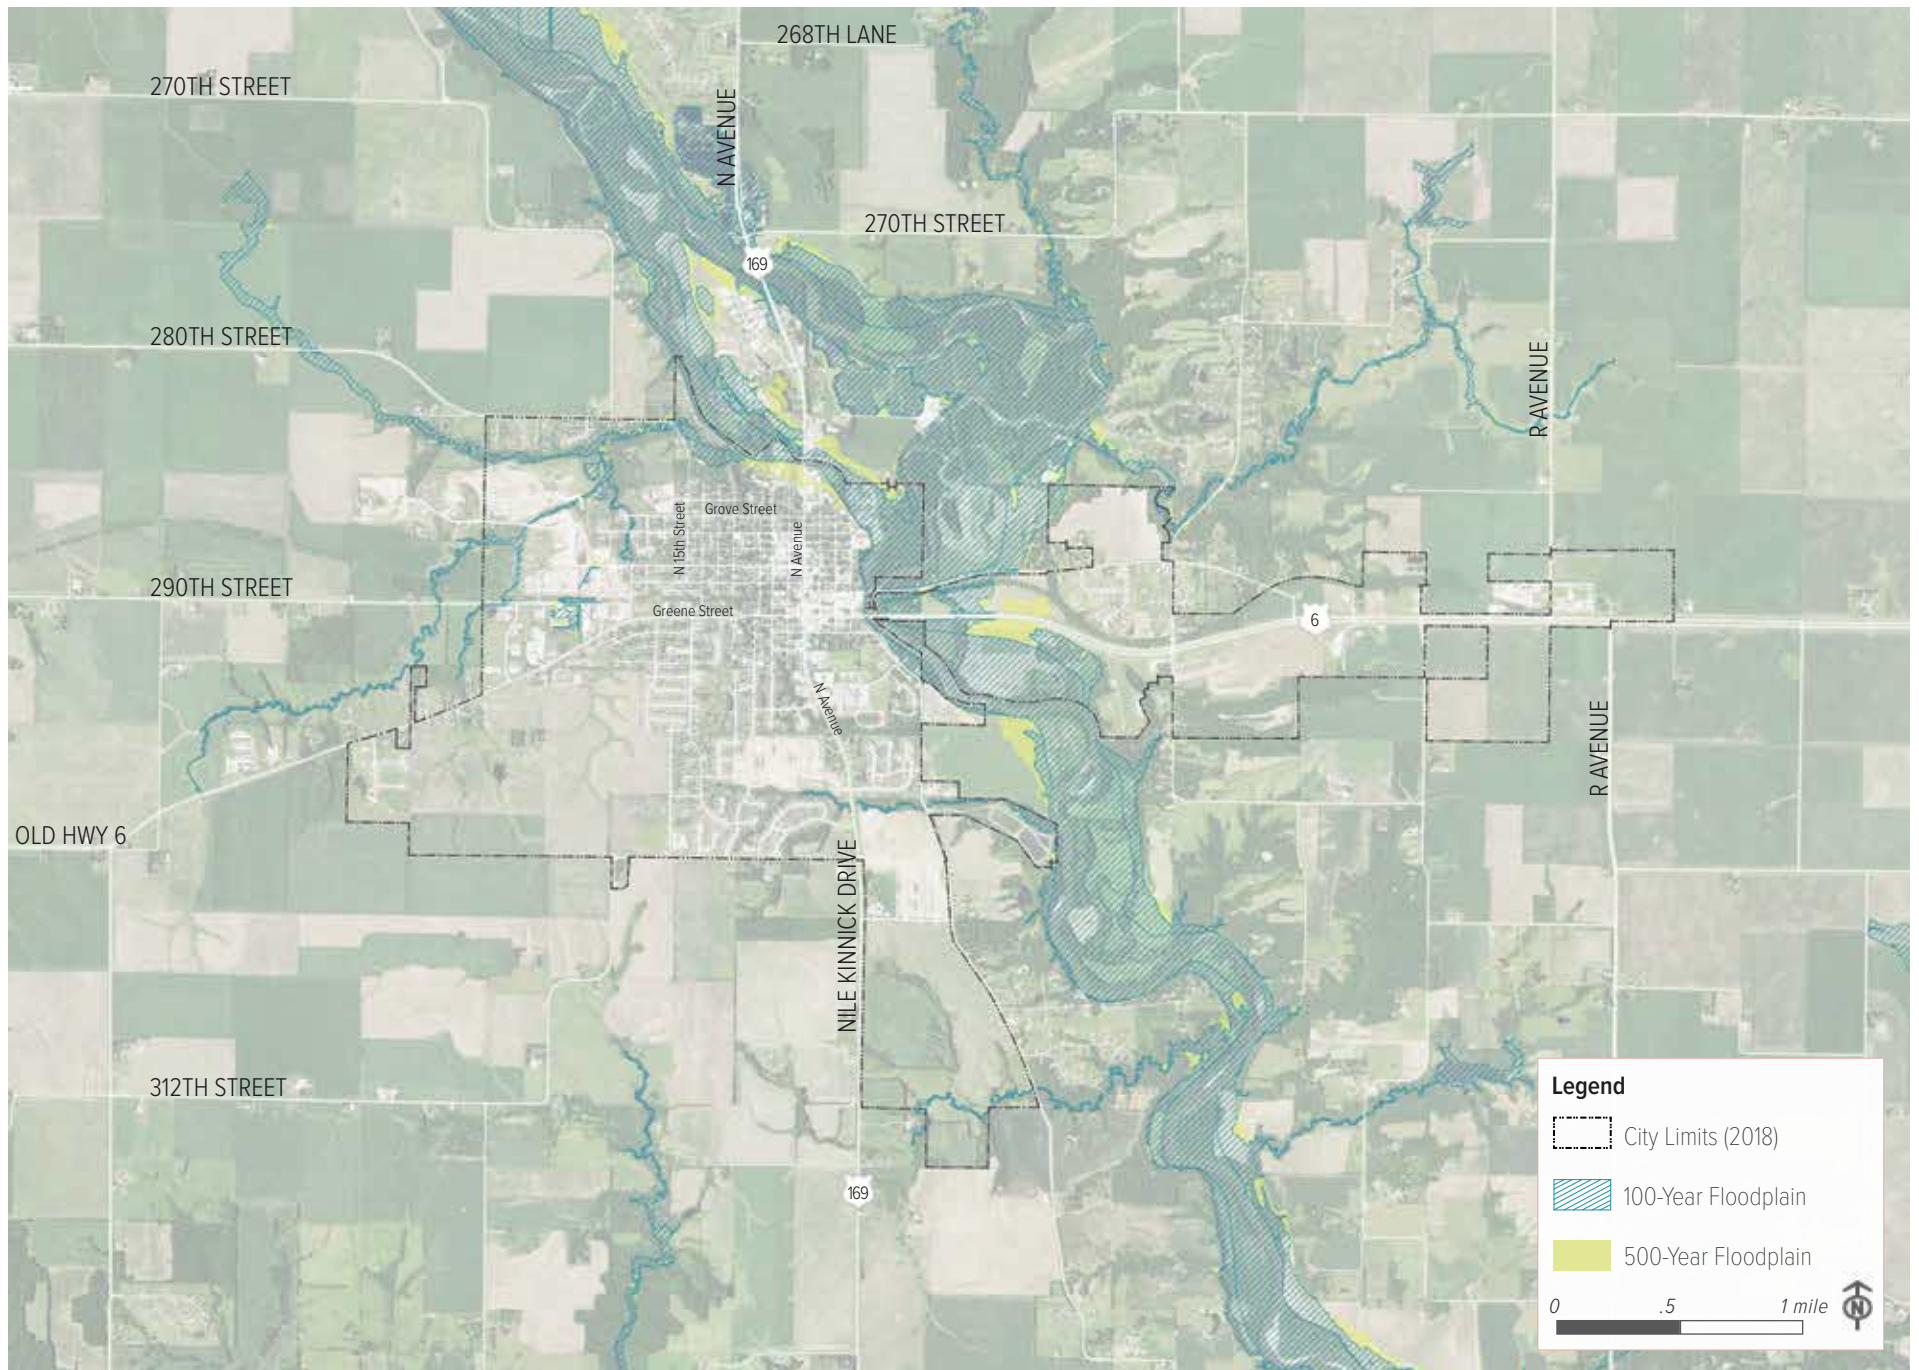 268TH LANE
270TH STREET
N AVENUE
270TH STREET
169
280TH STREET
R AVENUE
Grove Street
N 15th Street
N Avenue
290TH STREET
Greene Street
6
N Avenue
R AVENUE
OLD HWY 6
NILE KINNICK DRIVE
312TH STREET
169
Legend
City Limits (2018)
100-Year Floodplain
500-Year Floodplain
0 .5 1 mile
N